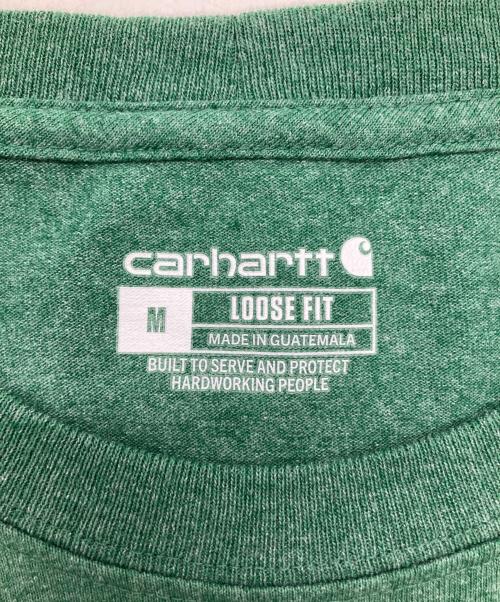 carhartt
M
LOOSE FIT
MADE IN GUATEMALA
BUILT TO SERVE AND PROTECT
HARDWORKING PEOPLE